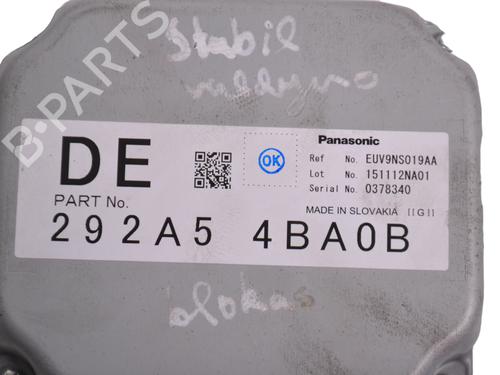 B-PARTS
Stabil
valdymo
DE
OK
Panasonic
Ref No. EUV9NS019AA
Lot No. 151112NA01
Serial No. 0378340
PART No.
MADE IN SLOVAKIA IIGII
292A5 4BA0B
blokas